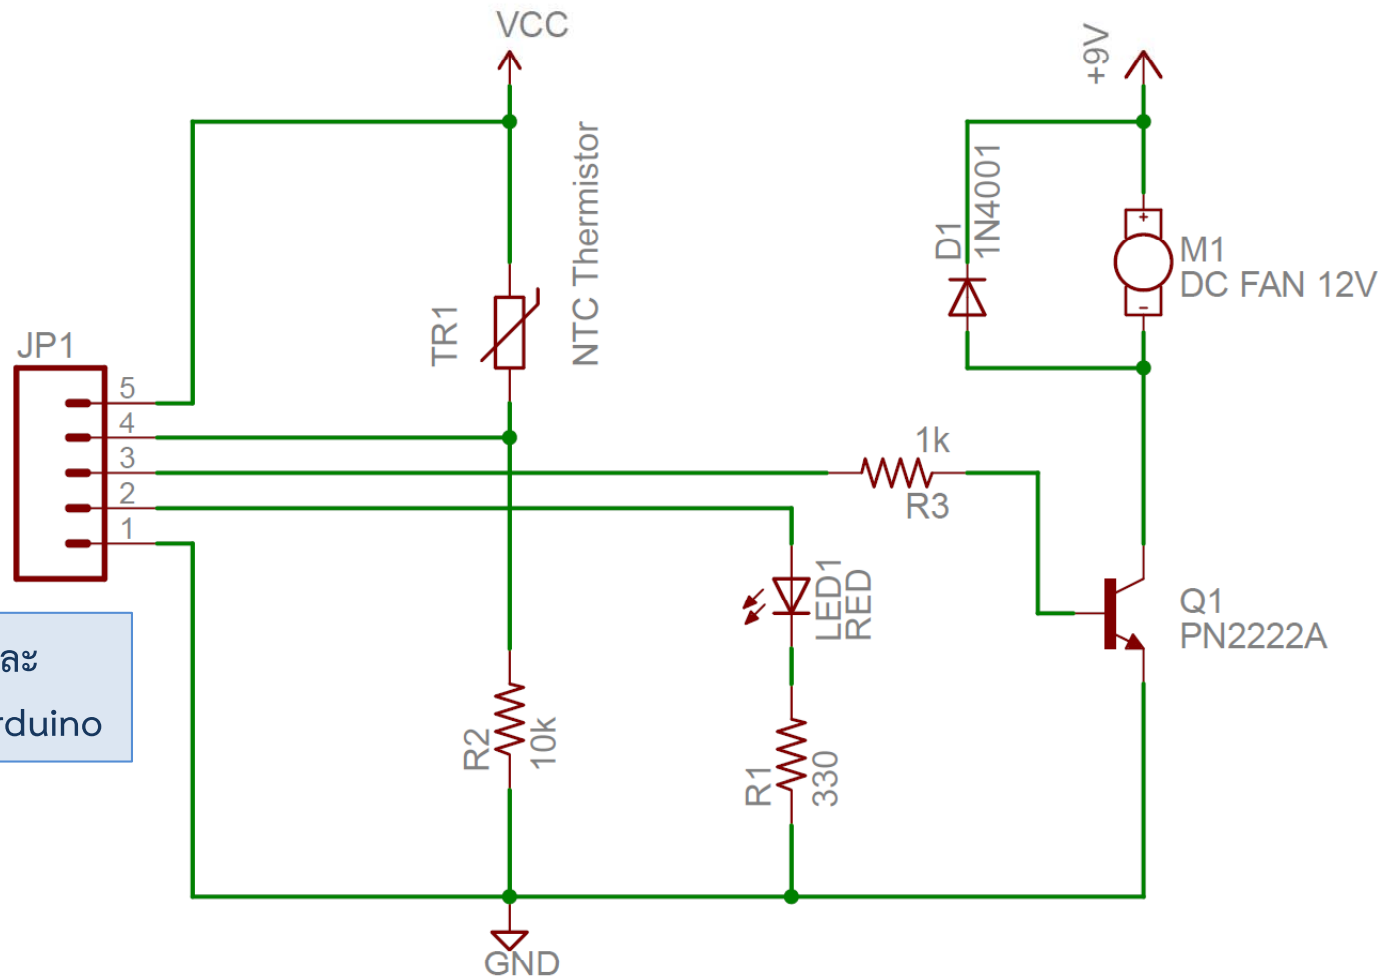 VCC
+9V
NTC Thermistor
TR1
D1
1N4001
+
M1
DC FAN 12V
-
JP1
5
4
3
2
1
1k
R3
LED1
RED
Q1
PN2222A
ละ
rduino
R2
10k
R1
330
GND